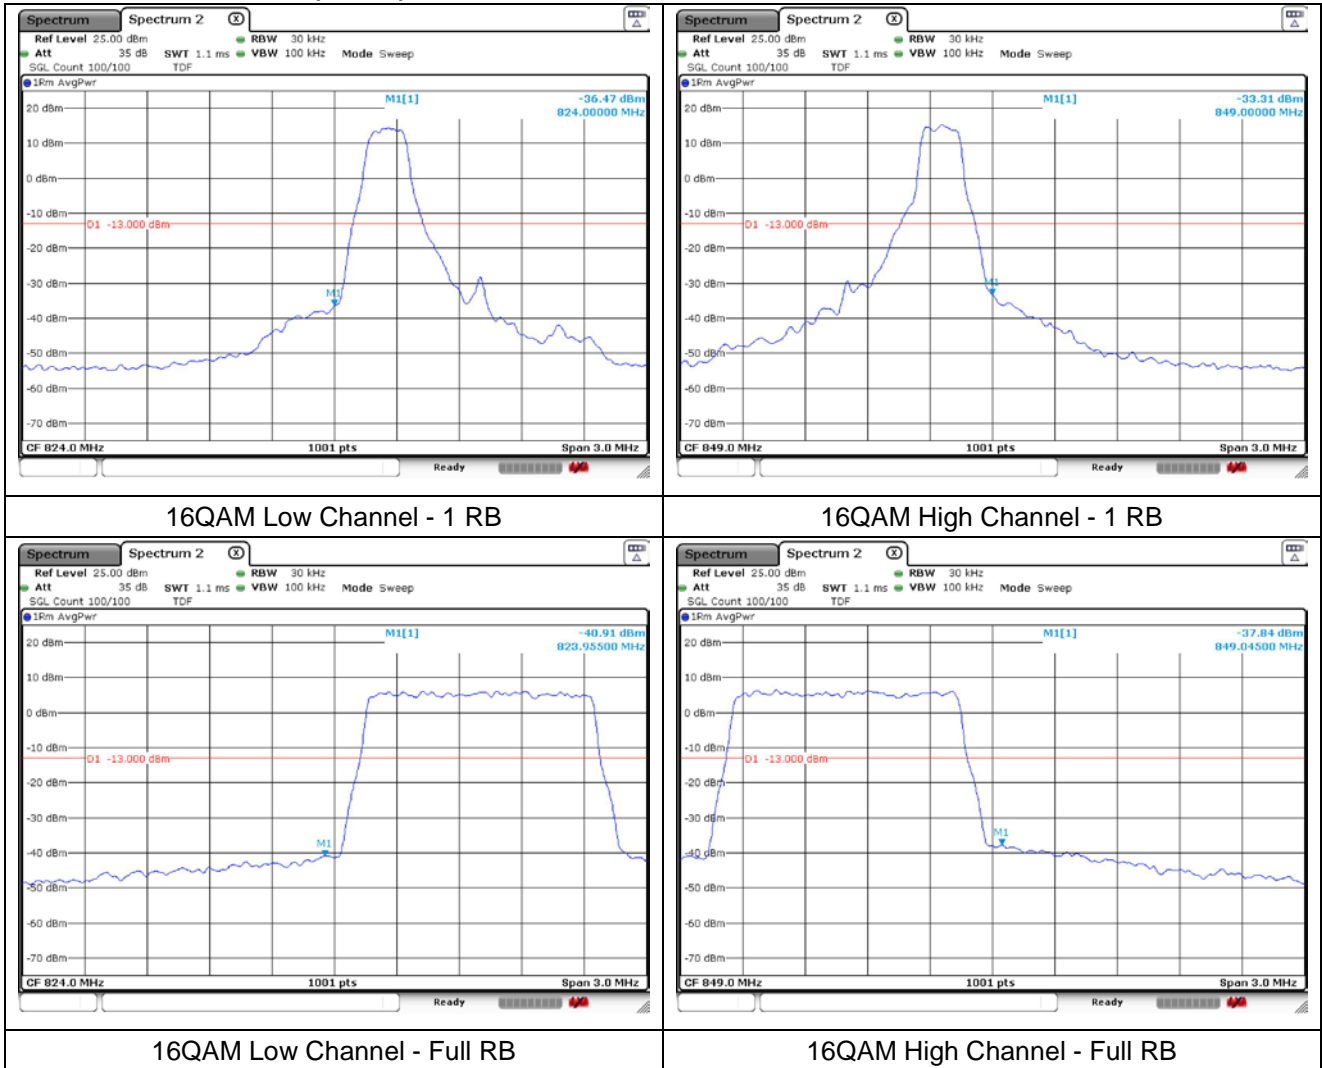 Spectrum Spectrum 2 X
Ref Level 25.00 dBm RBW 30 kHz
Att 35 dB SWT 1.1 ms VBW 100 kHz Mode Sweep
SGL Count 100/100 TDF
1Rm AvgPwr
M1[1] -36.47 dBm
824.00000 MHz
20 dBm
10 dBm
0 dBm
-10 dBm
D1 -13.000 dBm
-20 dBm
-30 dBm
M1
-40 dBm
-50 dBm
-60 dBm
-70 dBm
CF 824.0 MHz 1001 pts Span 3.0 MHz
Ready
Spectrum Spectrum 2 X
Ref Level 25.00 dBm RBW 30 kHz
Att 35 dB SWT 1.1 ms VBW 100 kHz Mode Sweep
SGL Count 100/100 TDF
1Rm AvgPwr
M1[1] -33.31 dBm
849.00000 MHz
20 dBm
10 dBm
0 dBm
-10 dBm
D1 -13.000 dBm
-20 dBm
-30 dBm
M1
-40 dBm
-50 dBm
-60 dBm
-70 dBm
CF 849.0 MHz 1001 pts Span 3.0 MHz
Ready
16QAM Low Channel - 1 RB
16QAM High Channel - 1 RB
Spectrum Spectrum 2 X
Ref Level 25.00 dBm RBW 30 kHz
Att 35 dB SWT 1.1 ms VBW 100 kHz Mode Sweep
SGL Count 100/100 TDF
1Rm AvgPwr
M1[1] -40.91 dBm
823.95500 MHz
20 dBm
10 dBm
0 dBm
-10 dBm
D1 -13.000 dBm
-20 dBm
-30 dBm
M1
-40 dBm
-50 dBm
-60 dBm
-70 dBm
CF 824.0 MHz 1001 pts Span 3.0 MHz
Ready
Spectrum Spectrum 2 X
Ref Level 25.00 dBm RBW 30 kHz
Att 35 dB SWT 1.1 ms VBW 100 kHz Mode Sweep
SGL Count 100/100 TDF
1Rm AvgPwr
M1[1] -37.84 dBm
849.04500 MHz
20 dBm
10 dBm
0 dBm
-10 dBm
D1 -13.000 dBm
-20 dBm
-30 dBm
M1
-40 dBm
-50 dBm
-60 dBm
-70 dBm
CF 849.0 MHz 1001 pts Span 3.0 MHz
Ready
16QAM Low Channel - Full RB
16QAM High Channel - Full RB